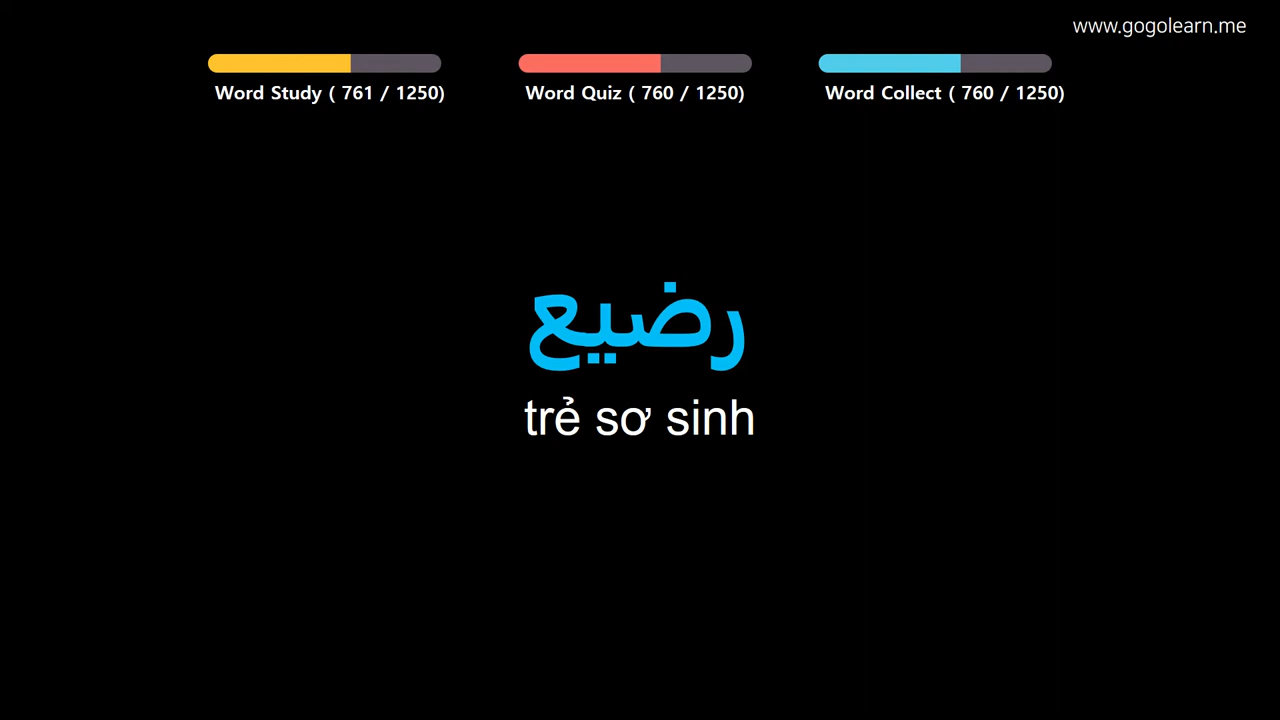 www.gogolearn.me
Word Study ( 761 / 1250)
Word Quiz ( 760 / 1250)
Word Collect ( 760 / 1250)
رضيع
trẻ sơ sinh